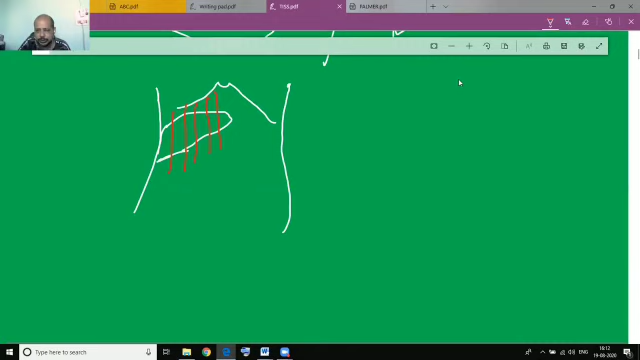 ABC.pdf
Writing pad.pdf
TISS.pdf
PALMER.pdf
Type here to search
ENG
18:12
19-08-2020